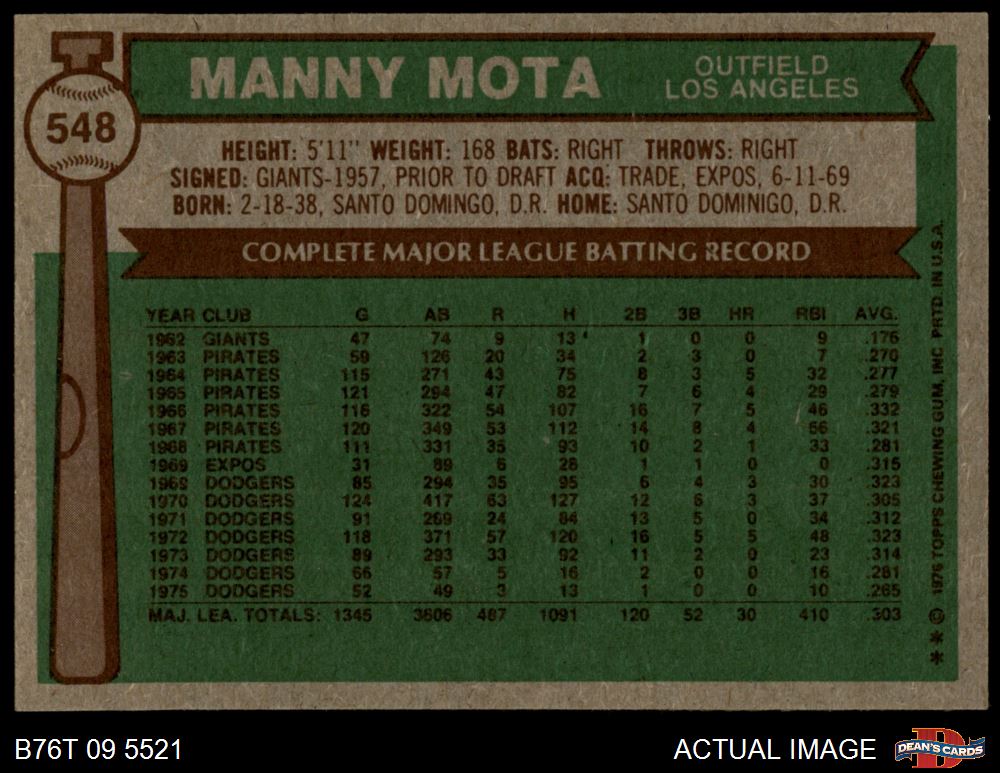 MANNY MOTA
OUTFIELD
LOS ANGELES
548
HEIGHT: 5'11" WEIGHT: 168 BATS: RIGHT THROWS: RIGHT
SIGNED: GIANTS-1957, PRIOR TO DRAFT ACQ: TRADE, EXPOS, 6-11-69
BORN: 2-18-38, SANTO DOMINGO, D.R. HOME: SANTO DOMINIGO, D.R.
COMPLETE MAJOR LEAGUE BATTING RECORD
YEAR CLUB G AB R H 2B 3B HR RBI AVG.
1962 GIANTS 47 74 9 13 1 0 0 9 .176
1963 PIRATES 59 126 20 34 2 3 0 7 .270
1964 PIRATES 115 271 43 75 8 3 5 32 .277
1965 PIRATES 121 294 47 82 7 6 4 29 .279
1966 PIRATES 116 322 54 107 16 7 5 46 .332
1967 PIRATES 120 349 53 112 14 8 4 56 .321
1968 PIRATES 111 331 35 93 10 2 1 33 .281
1969 EXPOS 31 89 6 28 1 1 0 0 .315
1969 DODGERS 85 294 35 95 6 4 3 30 .323
1970 DODGERS 124 417 63 127 12 6 3 37 .305
1971 DODGERS 91 269 24 84 13 5 0 34 .312
1972 DODGERS 118 371 57 120 16 5 5 48 .323
1973 DODGERS 89 293 33 92 11 2 0 23 .314
1974 DODGERS 66 57 5 16 2 0 0 16 .281
1975 DODGERS 52 49 3 13 1 0 0 10 .265
MAJ. LEA. TOTALS: 1345 3606 487 1091 120 52 30 410 .303
* * © 1976 TOPPS CHEWING GUM, INC PRTD. IN U.S.A.
B76T 09 5521
ACTUAL IMAGE
D
DEAN'S CARDS